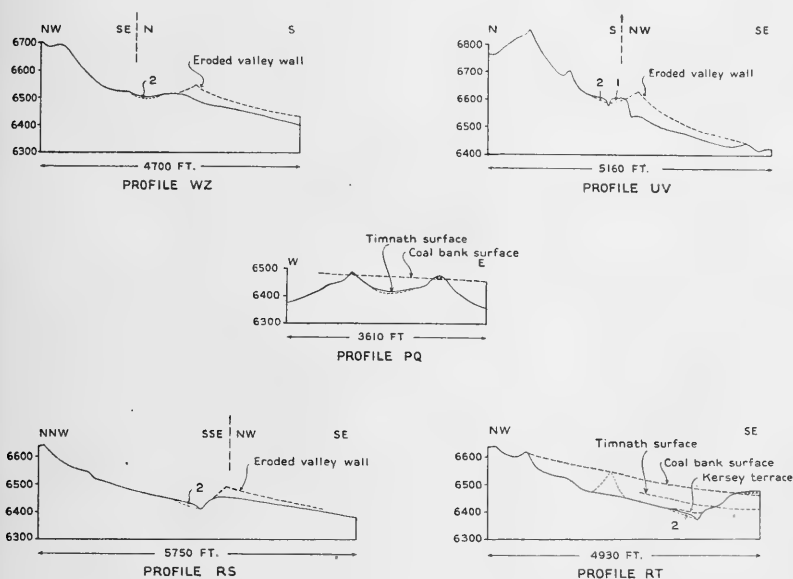 NW SE N S
6700
6600
6500
6400
6300
2
Eroded valley wall
4700 FT.
PROFILE WZ
N S NW SE
6800
6700
6600
6500
6400
2 1
Eroded valley wall
5160 FT.
PROFILE UV
Timnath surface
Coal bank surface
W E
6500
6400
6300
3610 FT
PROFILE PQ
NNW SSE NW SE
6600
6500
6400
6300
2
Eroded valley wall
5750 FT.
PROFILE RS
NW SE
Timnath surface
Coal bank surface
Kersey terrace
6600
6500
6400
6300
2
4930 FT.
PROFILE RT